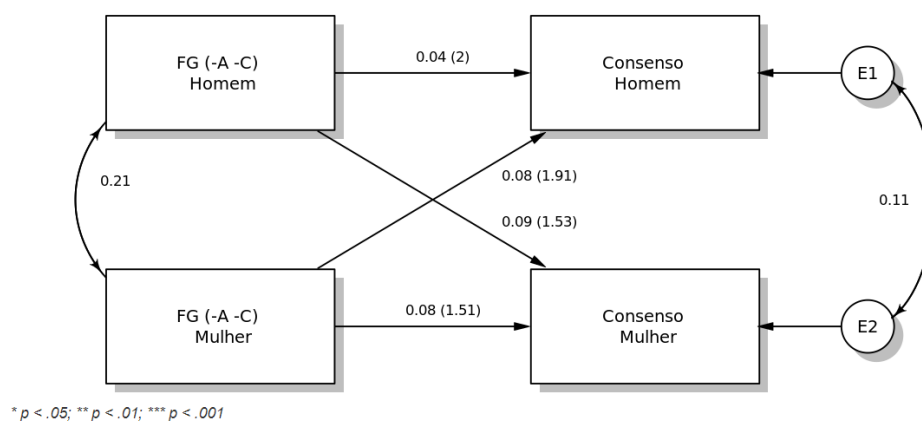 FG (-A -C)
Homem
0.04 (2)
Consenso
Homem
E1
0.21
0.08 (1.91)
0.09 (1.53)
0.11
FG (-A -C)
Mulher
0.08 (1.51)
Consenso
Mulher
E2
* p < .05; ** p < .01; *** p < .001